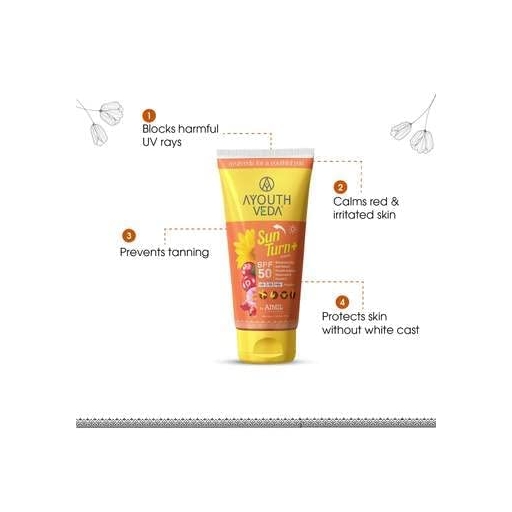 1
Blocks harmful
UV rays
2
Calms red &
irritated skin
3
Prevents tanning
4
Protects skin
without white cast
AYOUTH
VEDA
Sun
Turn+
SPF
50
AIMIL